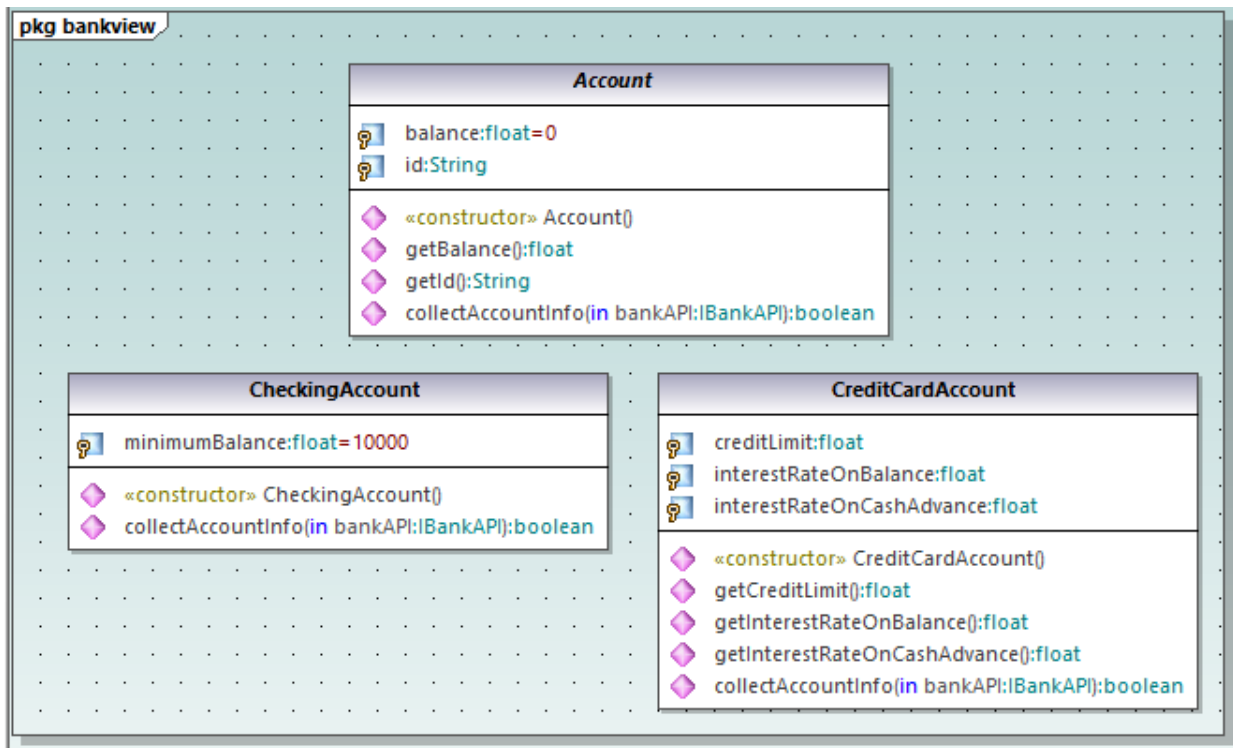 pkg bankview
Account
balance:float=0
id:String
«constructor» Account()
getBalance():float
getId():String
collectAccountInfo(in bankAPI:IBankAPI):boolean
CheckingAccount
minimumBalance:float=10000
«constructor» CheckingAccount()
collectAccountInfo(in bankAPI:IBankAPI):boolean
CreditCardAccount
creditLimit:float
interestRateOnBalance:float
interestRateOnCashAdvance:float
«constructor» CreditCardAccount()
getCreditLimit():float
getInterestRateOnBalance():float
getInterestRateOnCashAdvance():float
collectAccountInfo(in bankAPI:IBankAPI):boolean